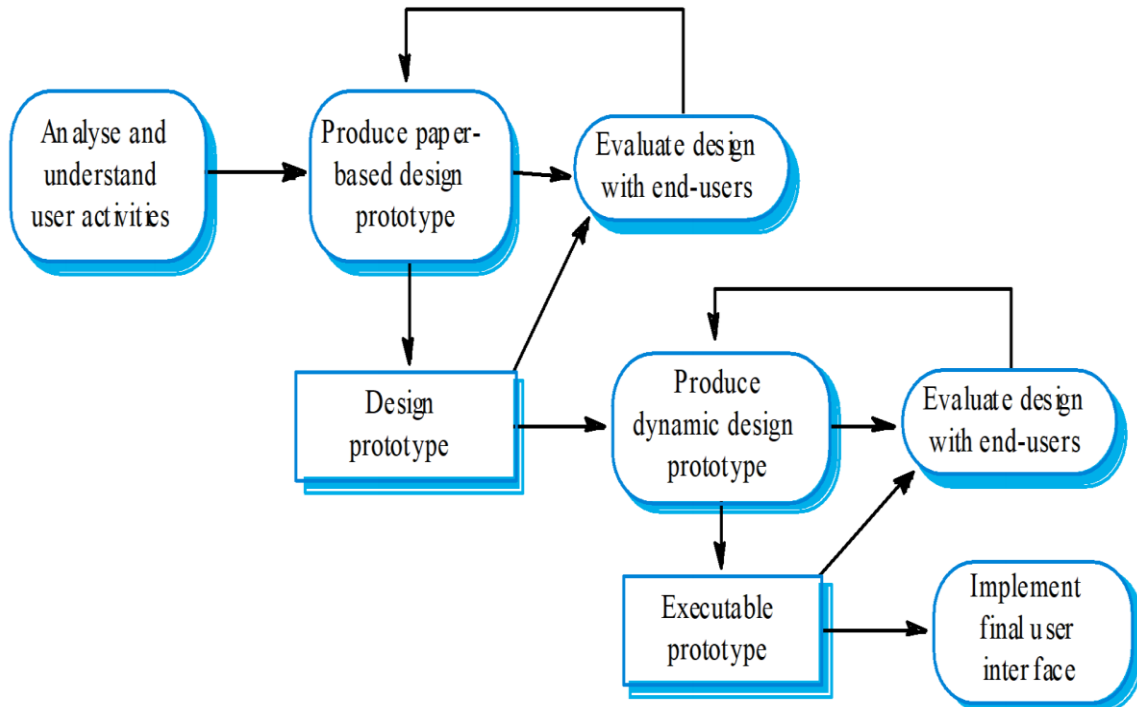 Analyse and
understand
user activities
Produce paper-
based design
prototype
Evaluate design
with end-users
Design
prototype
Produce
dynamic design
prototype
Evaluate design
with end-users
Executable
prototype
Implement
final user
interface